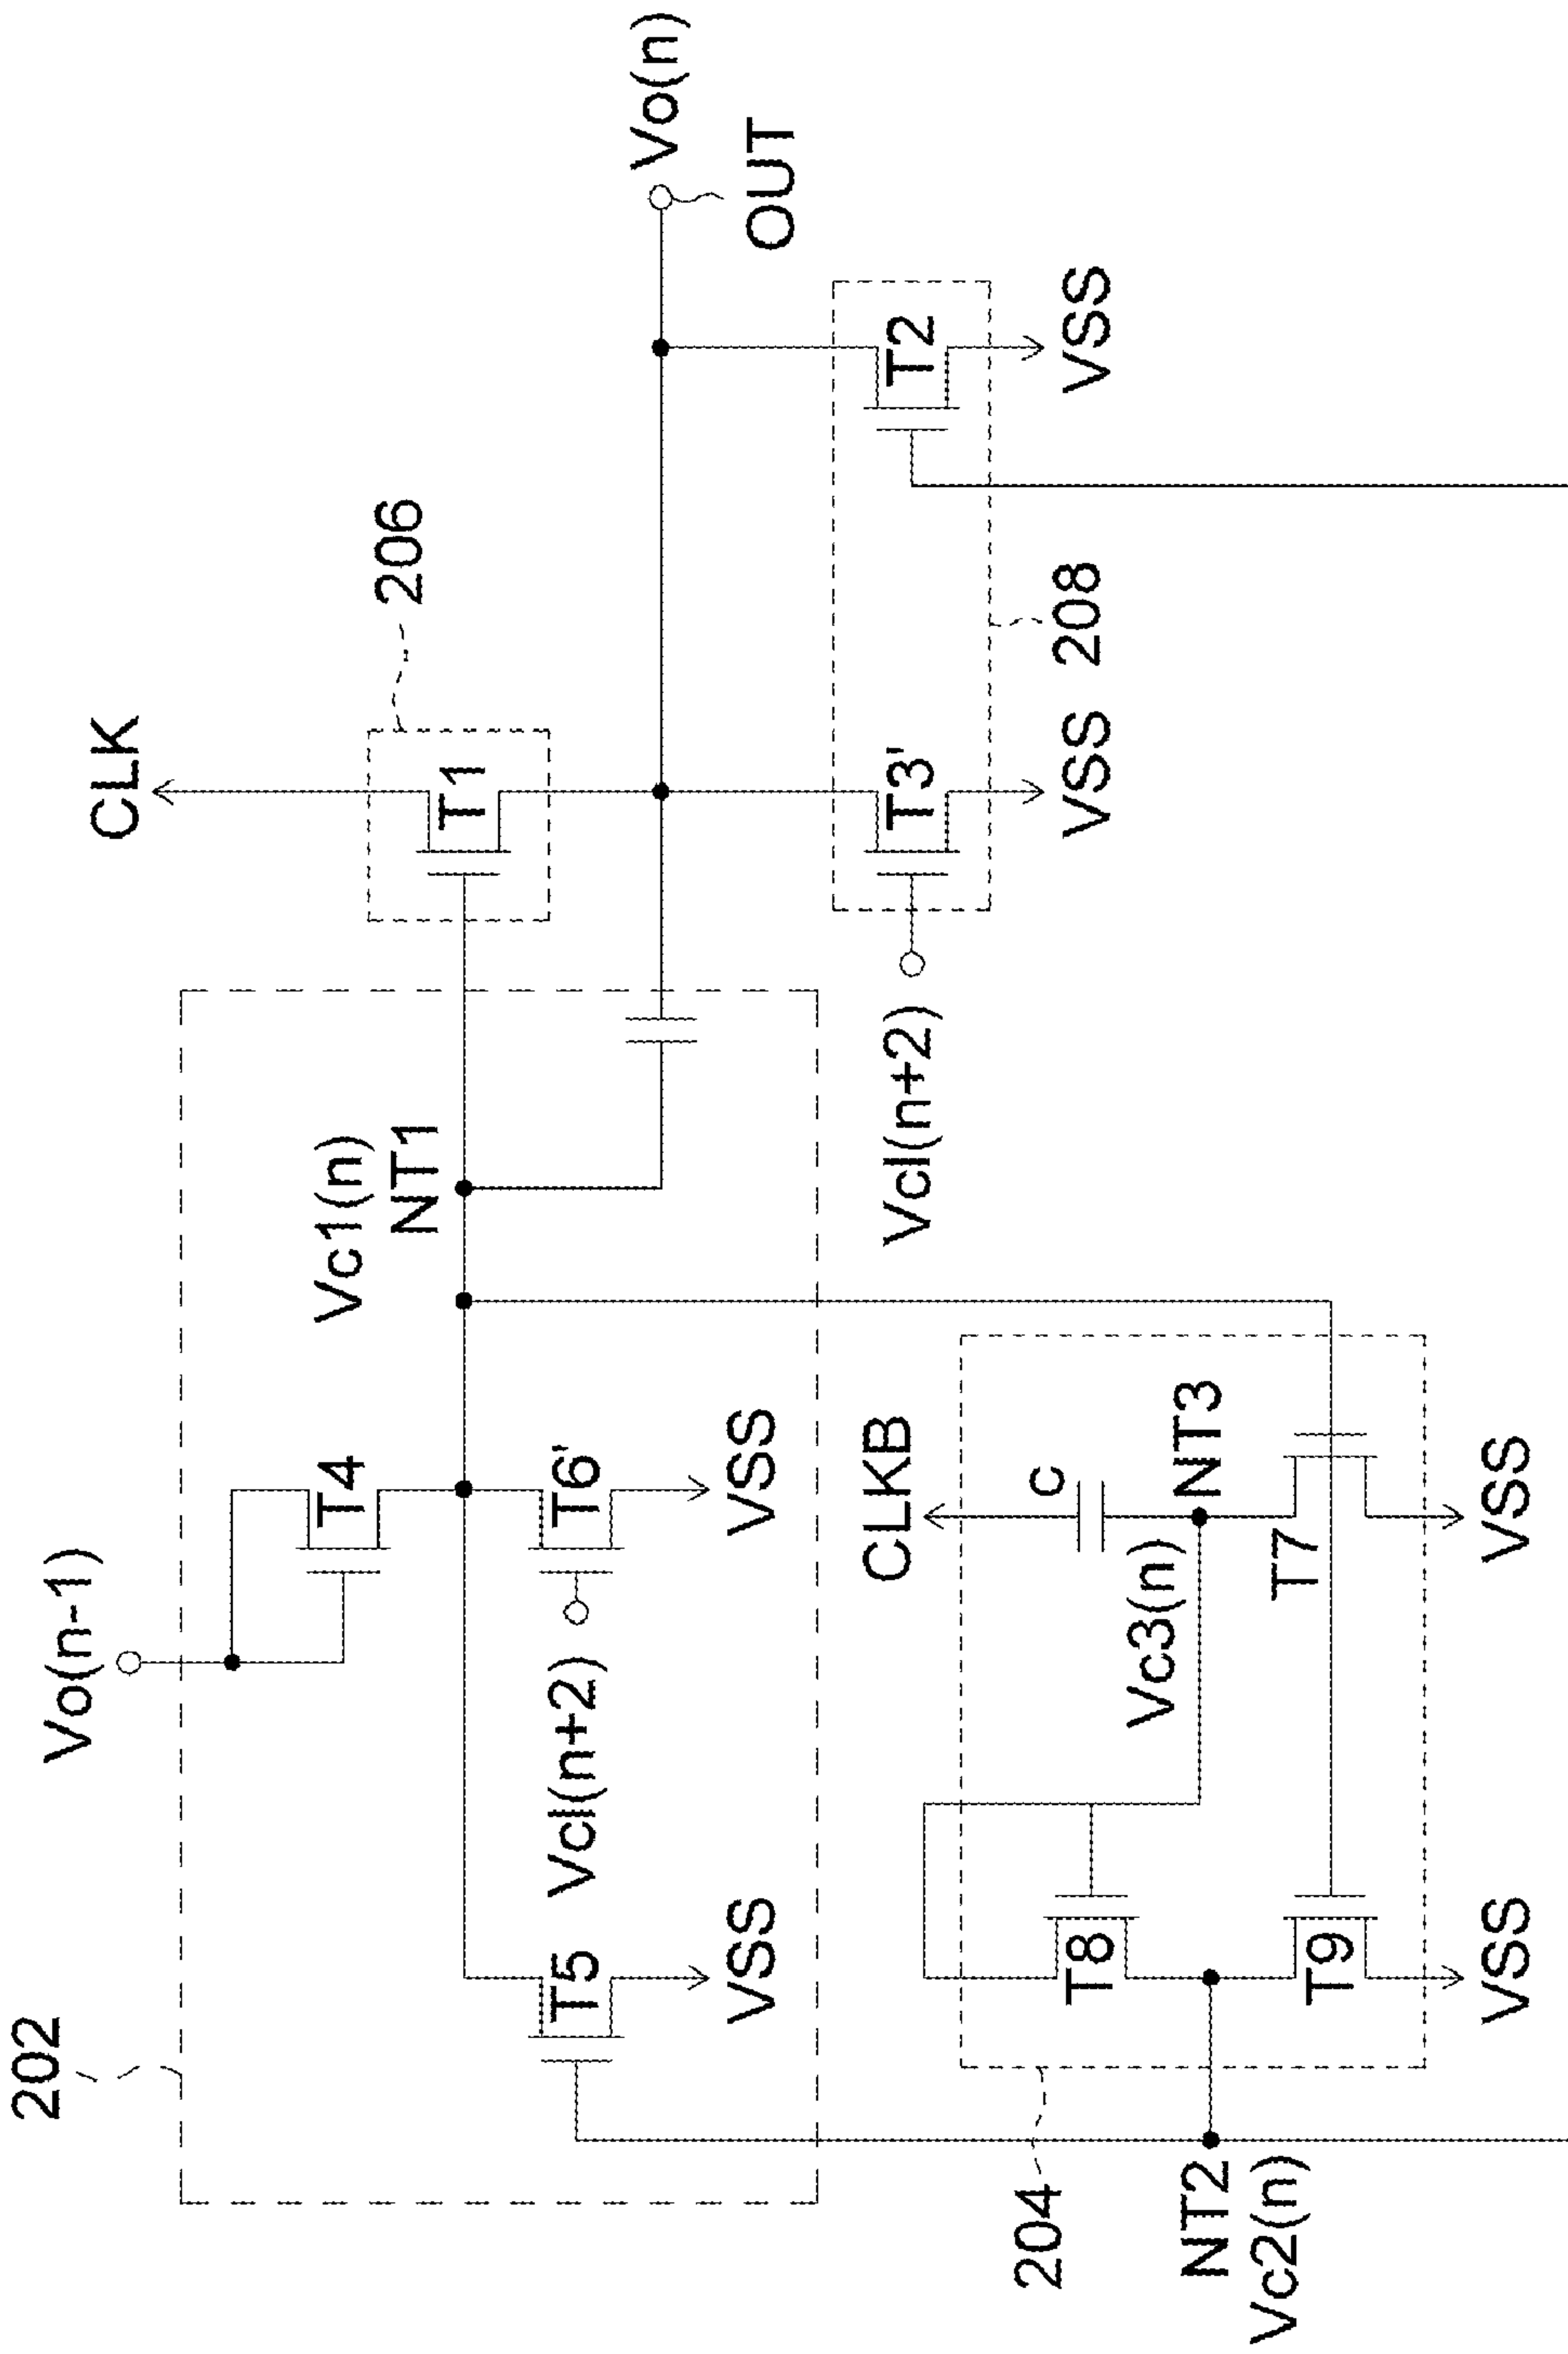 202
Vo(n-1)
CLK
206
T4
T1
Vc1(n)
NT1
Vo(n)
OUT
T5
Vcl(n+2)
T6'
VSS
VSS
Vcl(n+2)
T3'
T2
VSS
208
VSS
CLKB
c
204
T8
Vc3(n)
NT3
NT2
Vc2(n)
T9
T7
VSS
VSS